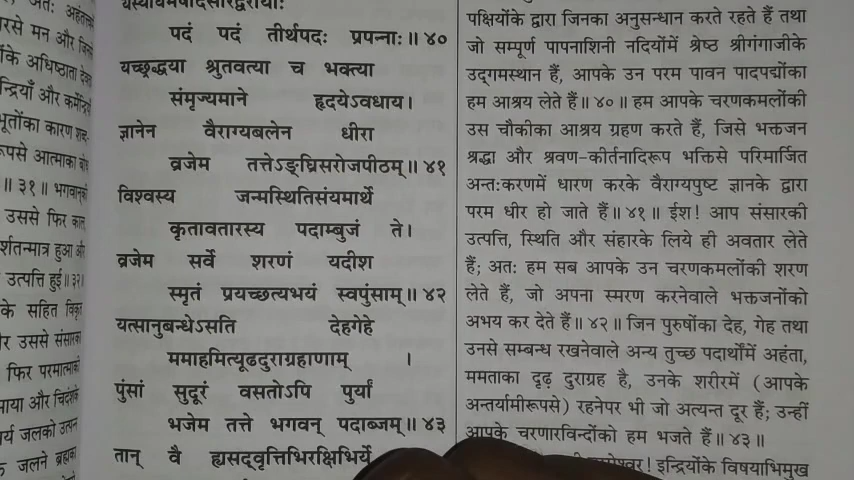 पदं पदं तीर्थपदः प्रपन्नाः॥ ४०
यच्छ्रद्धया श्रुतवत्या च भक्त्या
संमृज्यमाने हृदयेऽवधाय।
ज्ञानेन वैराग्यबलेन धीरा
व्रजेम तत्तेऽङ्घ्रिसरोजपीठम्॥ ४१
विश्वस्य जन्मस्थितिसंयमार्थे
कृतावतारस्य पदाम्बुजं ते।
व्रजेम सर्वे शरणं यदीश
स्मृतं प्रयच्छत्यभयं स्वपुंसाम्॥ ४२
यत्सानुबन्धेऽसति देहगेहे
ममाहमित्यूढदुराग्रहाणाम् ।
पुंसां सुदूरं वसतोऽपि पुर्यां
भजेम तत्ते भगवन् पदाब्जम्॥ ४३
तान् वै ह्यसद्वृत्तिभिरक्षिभिर्ये
पक्षियोंके द्वारा जिनका अनुसन्धान करते रहते हैं तथा
जो सम्पूर्ण पापनाशिनी नदियोंमें श्रेष्ठ श्रीगंगाजीके
उद्‌गमस्थान हैं, आपके उन परम पावन पादपद्मोंका
हम आश्रय लेते हैं॥ ४०॥ हम आपके चरणकमलोंकी
उस चौकीका आश्रय ग्रहण करते हैं, जिसे भक्तजन
श्रद्धा और श्रवण-कीर्तनादिरूप भक्तिसे परिमार्जित
अन्तःकरणमें धारण करके वैराग्यपुष्ट ज्ञानके द्वारा
परम धीर हो जाते हैं॥ ४१॥ ईश! आप संसारकी
उत्पत्ति, स्थिति और संहारके लिये ही अवतार लेते
हैं; अतः हम सब आपके उन चरणकमलोंकी शरण
लेते हैं, जो अपना स्मरण करनेवाले भक्तजनोंको
अभय कर देते हैं॥ ४२॥ जिन पुरुषोंका देह, गेह तथा
उनसे सम्बन्ध रखनेवाले अन्य तुच्छ पदार्थोंमें अहंता,
ममताका दृढ़ दुराग्रह है, उनके शरीरमें (आपके
अन्तर्यामीरूपसे) रहनेपर भी जो अत्यन्त दूर हैं; उन्हीं
आपके चरणारविन्दोंको हम भजते हैं॥ ४३॥
इन्द्रियोंके विषयाभिमुख